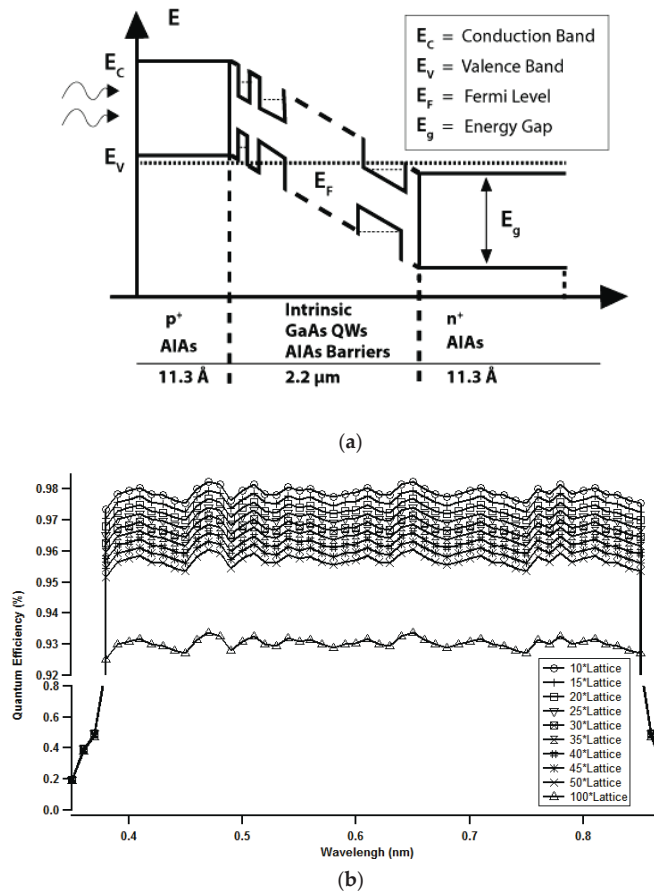 E
E_C = Conduction Band
E_V = Valence Band
E_F = Fermi Level
E_g = Energy Gap
E_C
E_V
E_F
E_g
p+
AlAs
Intrinsic
GaAs QWs
AlAs Barriers
n+
AlAs
11.3 Å
2.2 μm
11.3 Å
(a)
Quantum Efficiency (%)
0.98
0.97
0.96
0.95
0.94
0.93
0.92
0.8
0.6
0.4
0.2
0.0
10*Lattice
15*Lattice
20*Lattice
25*Lattice
30*Lattice
35*Lattice
40*Lattice
45*Lattice
50*Lattice
100*Lattice
0.4 0.5 0.6 0.7 0.8
Wavelengh (nm)
(b)